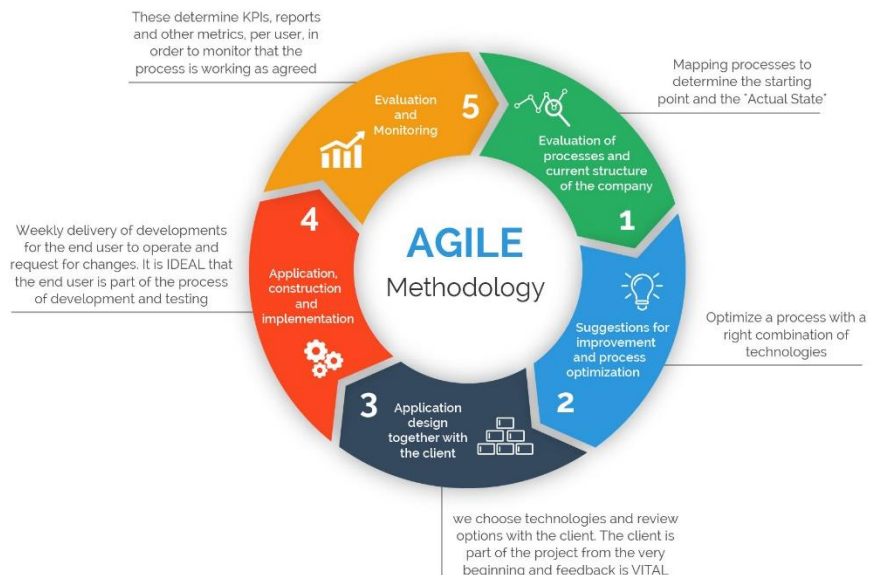 AGILE
Methodology
Evaluation of
processes and
current structure
of the company
1
Mapping processes to
determine the starting
point and the "Actual State"
Suggestions for
improvement and process
optimization
2
Optimize a process with a
right combination of
technologies
3
Application
design
together with
the client
we choose technologies and review
options with the client. The client is
part of the project from the very
beginning and feedback is VITAL
4
Application,
construction
and
implementation
Weekly delivery of developments
for the end user to operate and
request for changes. It is IDEAL that
the end user is part of the process
of development and testing
5
Evaluation
and
Monitoring
These determine KPIs, reports
and other metrics, per user, in
order to monitor that the
process is working as agreed